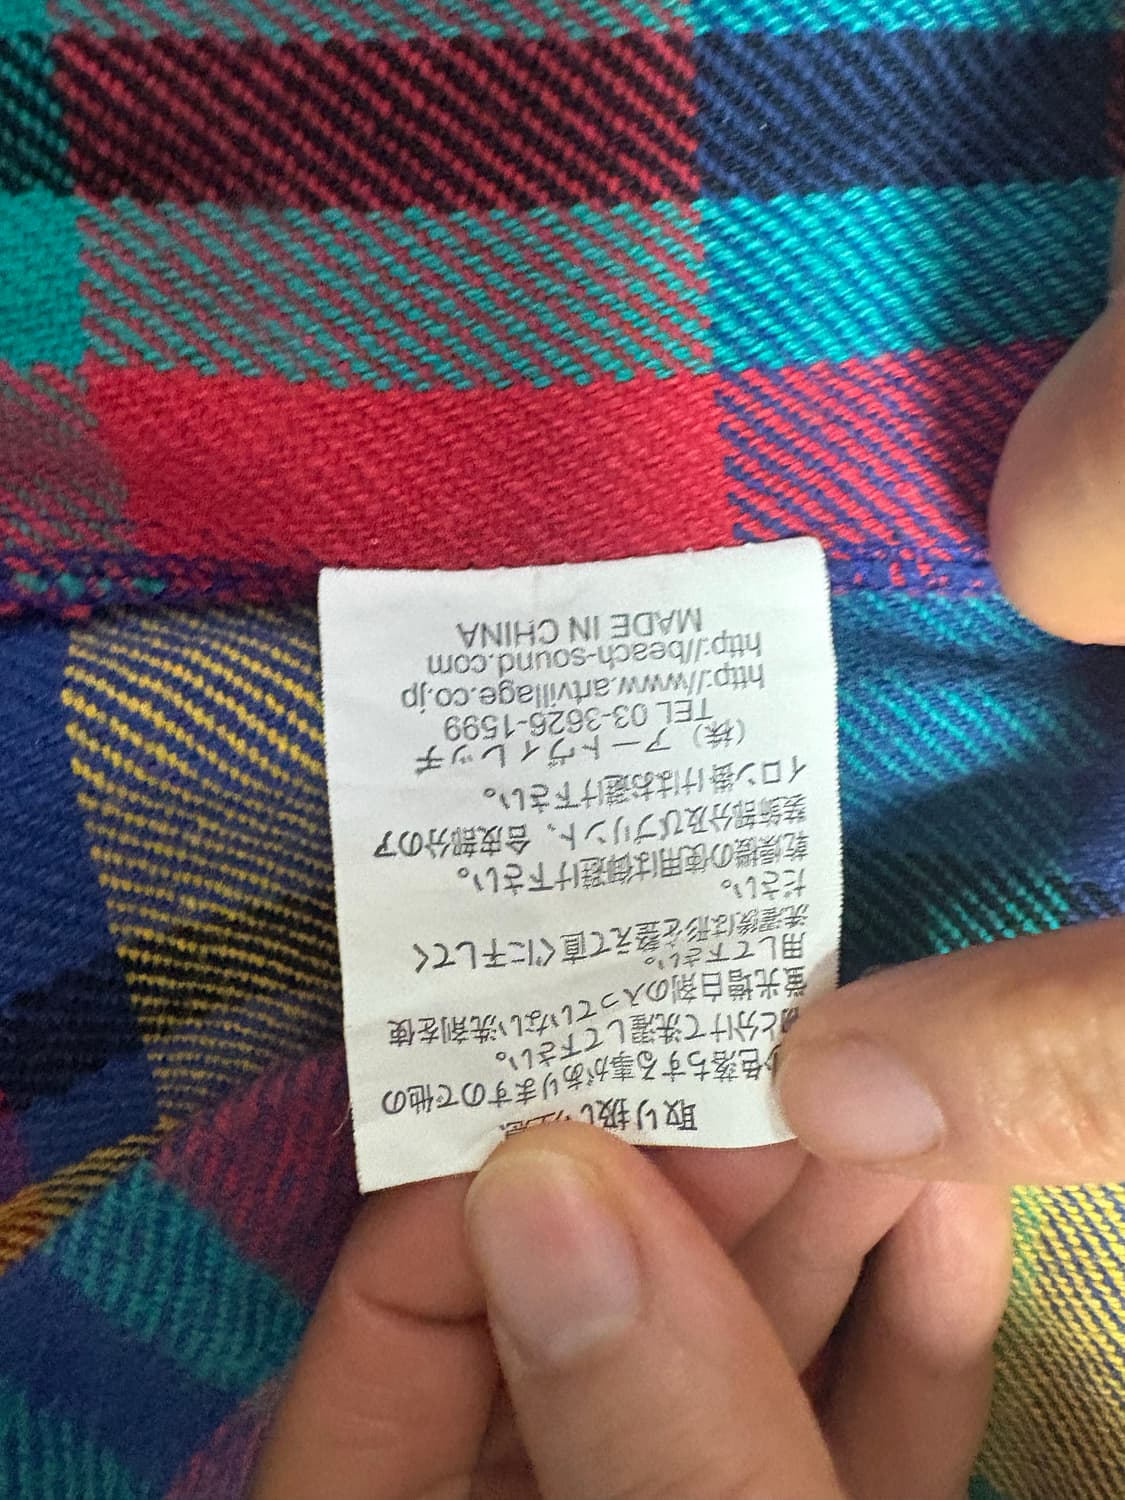 取り扱い注意
少色落ちする事がありますので他の
物と分けて洗濯して下さい。
蛍光増白剤の入っていない洗剤を使
用して下さい。
洗濯後は形を整えて直ぐに干してく
ださい。
乾燥機の使用は御避け下さい。
装飾部分及びプリント、合皮部分のア
イロン掛けはお避け下さい。
（株）アートヴィレッヂ
TEL 03-3626-1599
http://www.artvillage.co.jp
http://beach-sound.com
MADE IN CHINA